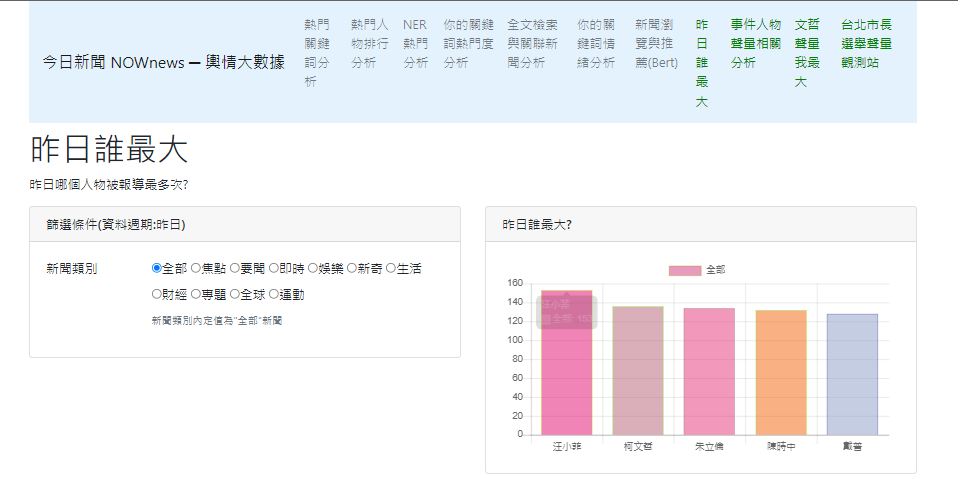 今日新聞 NOWnews — 輿情大數據
熱門
關鍵
詞分
析
熱門人
物排行
分析
NER
熱門
分析
你的關鍵
詞熱門度
分析
全文檢索
與關聯新
聞分析
你的關
鍵詞情
緒分析
新聞瀏
覽與推
薦(Bert)
昨
日
誰
最
大
事件人物
聲量相關
分析
文哲
聲量
我最
大
台北市長
選舉聲量
觀測站
昨日誰最大
昨日哪個人物被報導最多次?
篩選條件(資料週期:昨日)
新聞類別
全部 焦點 要聞 即時 娛樂 新奇 生活
財經 專題 全球 運動
新聞類別內定值為"全部"新聞
昨日誰最大?
全部
160
140
120
100
80
60
40
20
0
汪小菲
全部: 153
汪小菲 柯文哲 朱立倫 陳時中 戴普